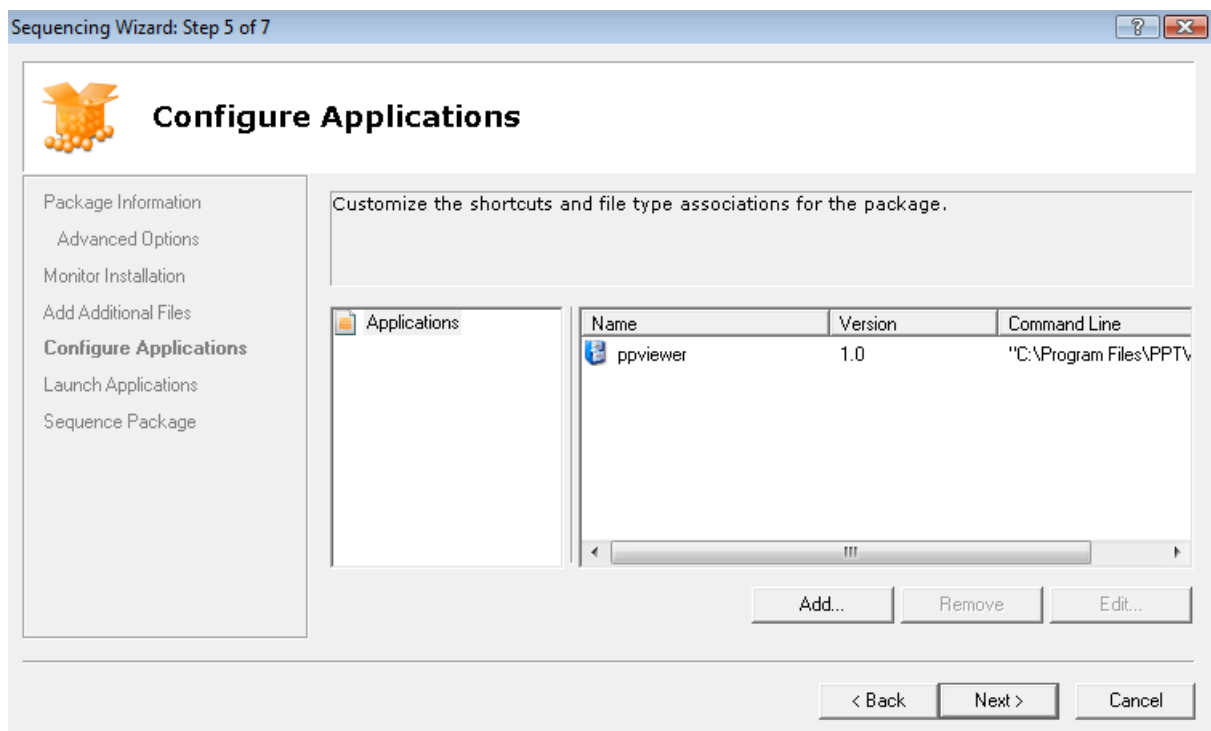 Sequencing Wizard: Step 5 of 7
Configure Applications
Package Information
Advanced Options
Monitor Installation
Add Additional Files
Configure Applications
Launch Applications
Sequence Package
Customize the shortcuts and file type associations for the package.
Applications
Name Version Command Line
ppviewer 1.0 "C:\Program Files\PPTV
Add... Remove Edit...
< Back Next > Cancel